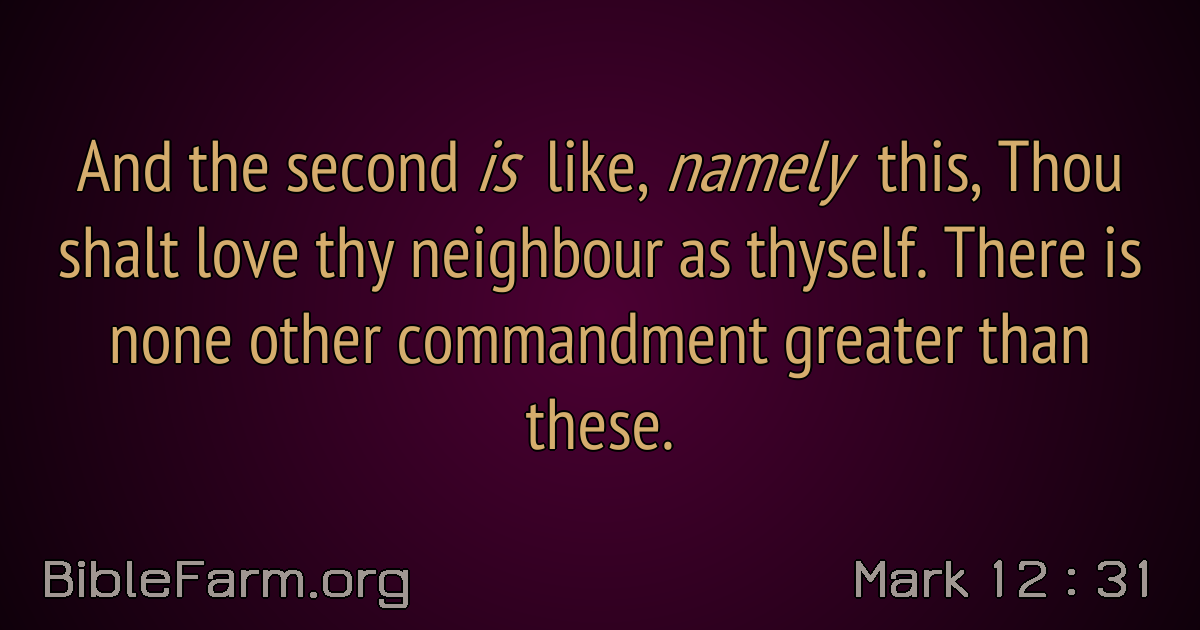 And the second is like, namely this, Thou
shalt love thy neighbour as thyself. There is
none other commandment greater than
these.
BibleFarm.org
Mark 12 : 31